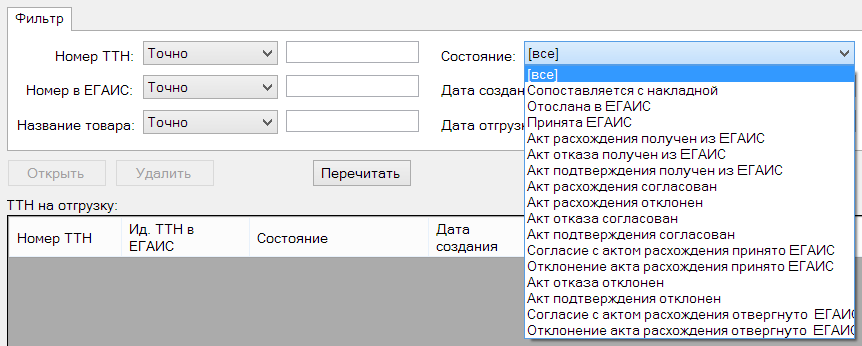 Фильтр
Номер ТТН: Точно Состояние: [все]
[все]
Номер в ЕГАИС: Точно Дата создан Сопоставляется с накладной
Отослана в ЕГАИС
Название товара: Точно Дата отгрузк Принята ЕГАИС
Акт расхождения получен из ЕГАИС
Акт отказа получен из ЕГАИС
Открыть Удалить Перечитать Акт подтверждения получен из ЕГАИС
Акт расхождения согласован
ТТН на отгрузку: Акт расхождения отклонен
Акт отказа согласован
Номер ТТН Ид. ТТН в ЕГАИС Состояние Дата создания Акт подтверждения согласован
Согласие с актом расхождения принято ЕГАИС
Отклонение акта расхождения принято ЕГАИС
Акт отказа отклонен
Акт подтверждения отклонен
Согласие с актом расхождения отвергнуто ЕГАИС
Отклонение акта расхождения отвергнуто ЕГАИС